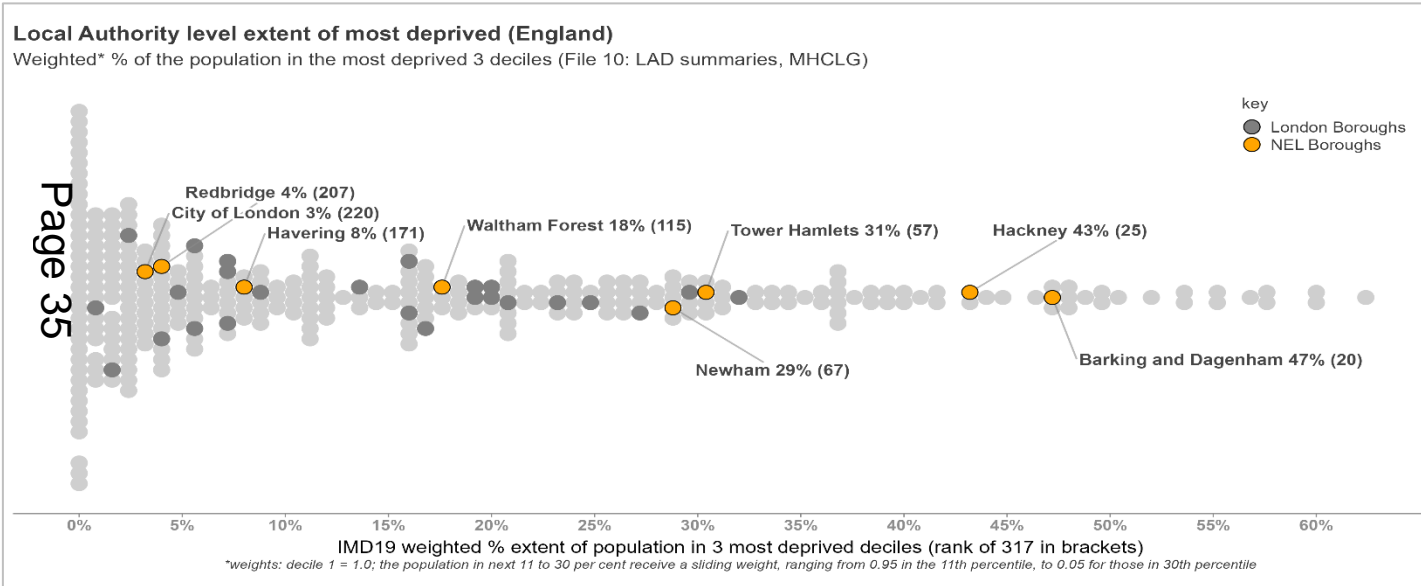 Local Authority level extent of most deprived (England)
Weighted* % of the population in the most deprived 3 deciles (File 10: LAD summaries, MHCLG)
key
London Boroughs
NEL Boroughs
Page 35
Redbridge 4% (207)
City of London 3% (220)
Havering 8% (171)
Waltham Forest 18% (115)
Tower Hamlets 31% (57)
Hackney 43% (25)
Newham 29% (67)
Barking and Dagenham 47% (20)
0% 5% 10% 15% 20% 25% 30% 35% 40% 45% 50% 55% 60%
IMD19 weighted % extent of population in 3 most deprived deciles (rank of 317 in brackets)
*weights: decile 1 = 1.0; the population in next 11 to 30 per cent receive a sliding weight, ranging from 0.95 in the 11th percentile, to 0.05 for those in 30th percentile